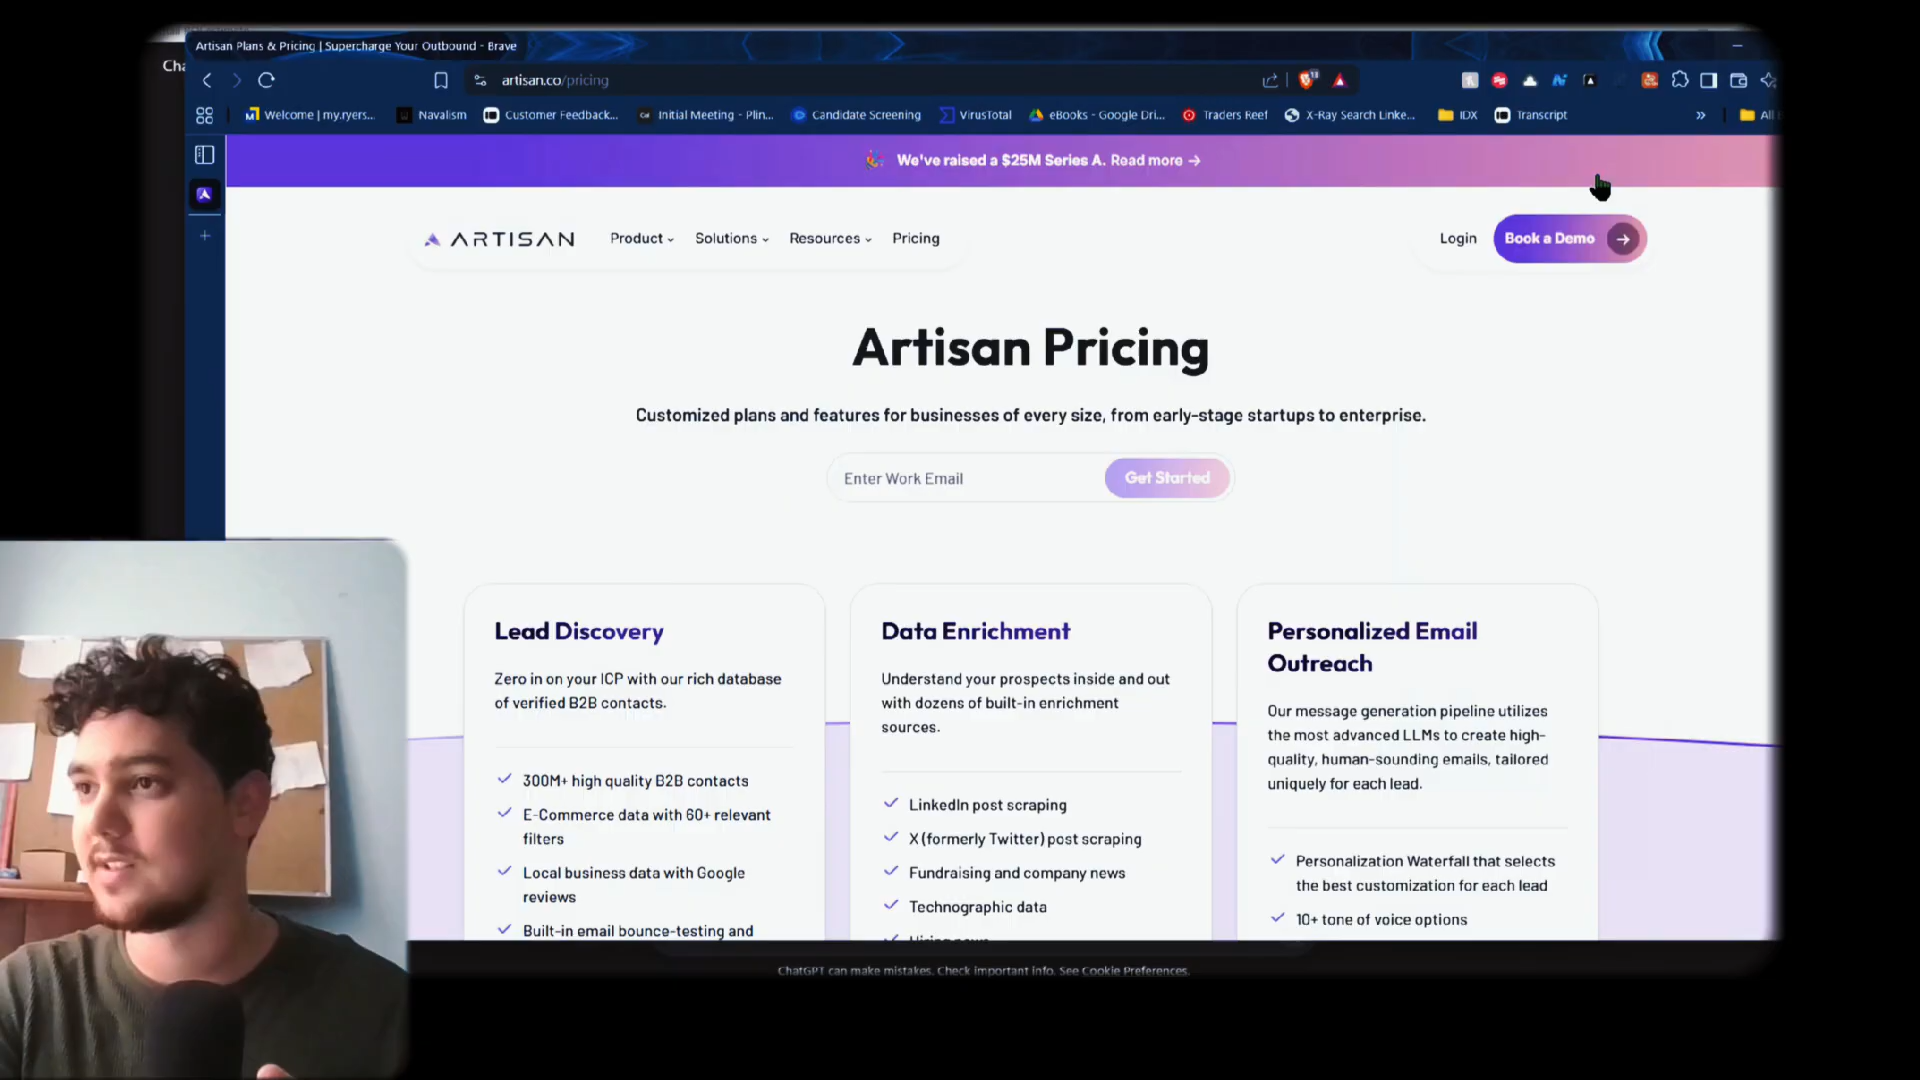 Artisan Plans & Pricing | Supercharge Your Outbound - Brave
Cha
artisan.co/pricing
Welcome | my.ryers...
Navalism
Customer Feedback...
Initial Meeting - Plin...
Candidate Screening
VirusTotal
eBooks - Google Dri...
Traders Reef
X-Ray Search Linke...
IDX
Transcript
»
All
We've raised a $25M Series A. Read more →
ARTISAN
Product
Solutions
Resources
Pricing
Login
Book a Demo
Artisan Pricing
Customized plans and features for businesses of every size, from early-stage startups to enterprise.
Enter Work Email
Get Started
Lead Discovery
Zero in on your ICP with our rich database
of verified B2B contacts.
300M+ high quality B2B contacts
E-Commerce data with 60+ relevant
filters
Local business data with Google
reviews
Built-in email bounce-testing and
Data Enrichment
Understand your prospects inside and out
with dozens of built-in enrichment
sources.
LinkedIn post scraping
X (formerly Twitter) post scraping
Fundraising and company news
Technographic data
Personalized Email
Outreach
Our message generation pipeline utilizes
the most advanced LLMs to create high-
quality, human-sounding emails, tailored
uniquely for each lead.
Personalization Waterfall that selects
the best customization for each lead
10+ tone of voice options
ChatGPT can make mistakes. Check important info. See Cookie Preferences.